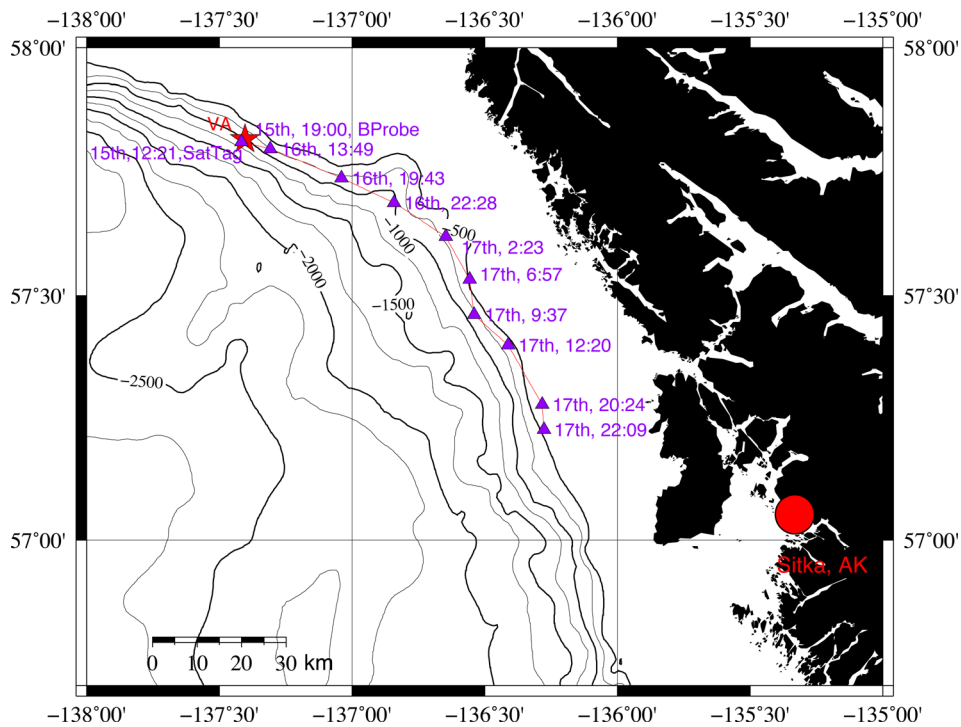 −138˚00' −137˚30' −137˚00' −136˚30' −136˚00' −135˚30' −135˚00'
58˚00' 58˚00'
VA 15th, 19:00, BProbe
15th,12:21,SatTag 16th, 13:49
16th, 19:43
16th, 22:28
−500
−1000
17th, 2:23
−2000
17th, 6:57
57˚30' 57˚30'
−1500
17th, 9:37
17th, 12:20
−2500
17th, 20:24
17th, 22:09
57˚00' 57˚00'
Sitka, AK
0 10 20 30 km
−138˚00' −137˚30' −137˚00' −136˚30' −136˚00' −135˚30' −135˚00'